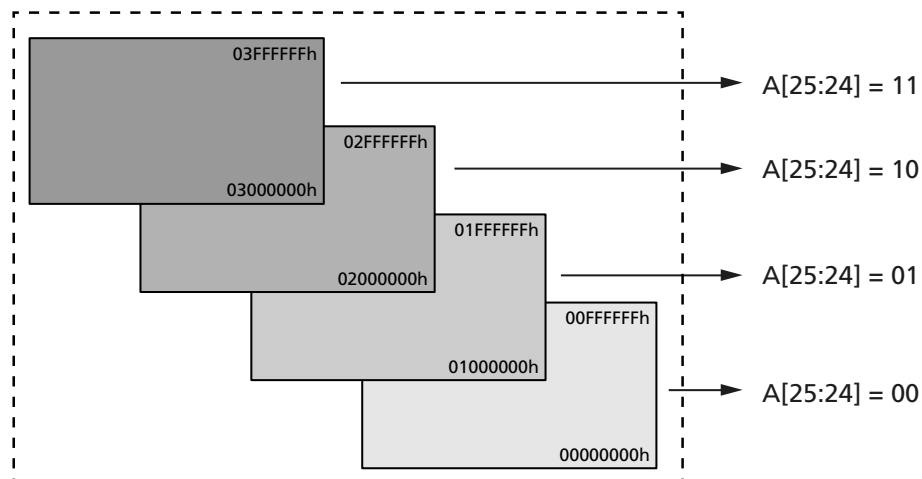 03FFFFFFh
A[25:24] = 11
02FFFFFFh
A[25:24] = 10
03000000h
01FFFFFFh
A[25:24] = 01
02000000h
00FFFFFFh
01000000h
A[25:24] = 00
00000000h